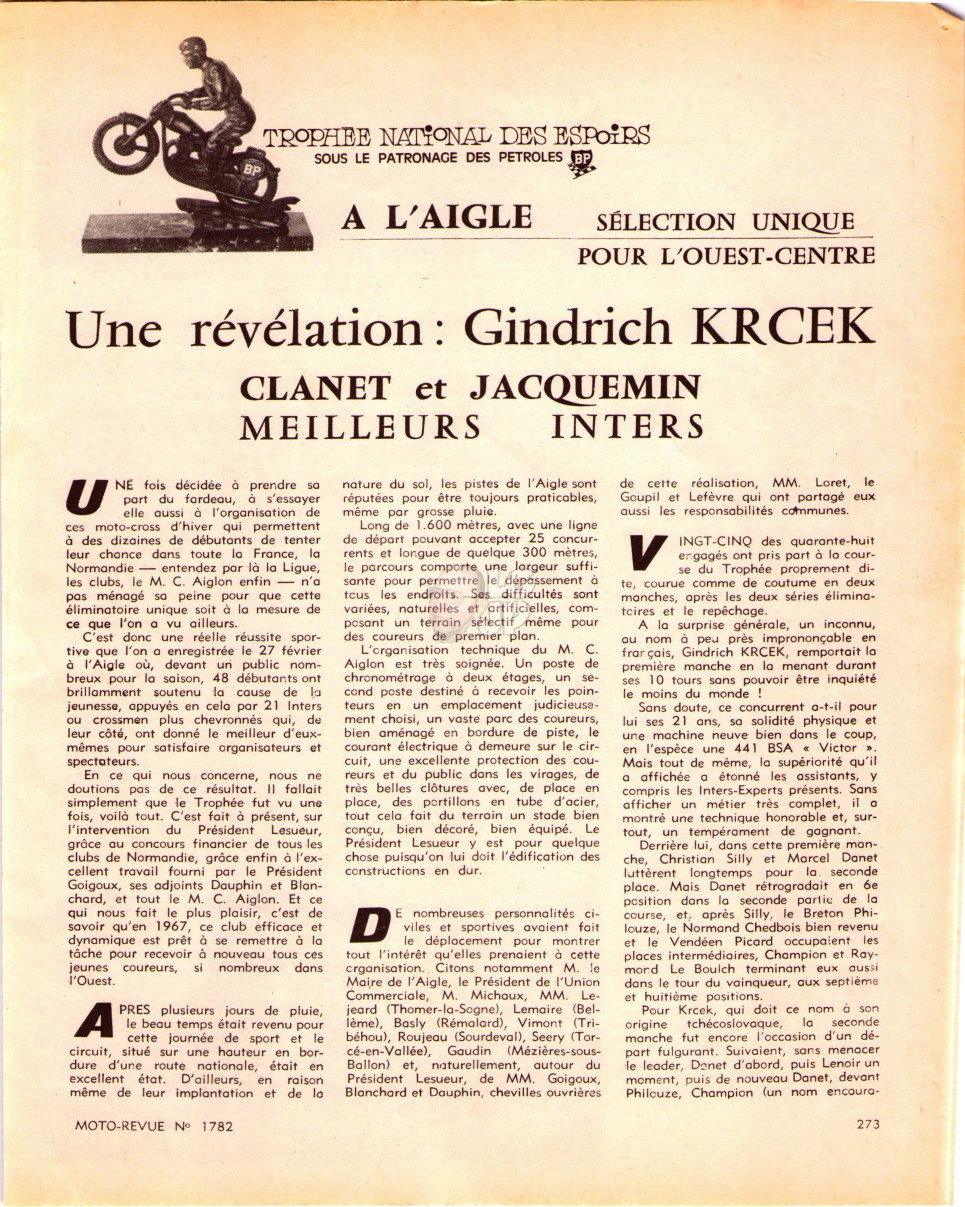 TROPHEE NATIONAL DES ESPOIRS
SOUS LE PATRONAGE DES PETROLES BP
BP
A L'AIGLE
SÉLECTION UNIQUE
POUR L'OUEST-CENTRE
Une révélation : Gindrich KRCEK
CLANET et JACQUEMIN
MEILLEURS INTERS
UNE fois décidée à prendre sa
part du fardeau, à s'essayer
elle aussi à l'organisation de
ces moto-cross d'hiver qui permettent
à des dizaines de débutants de tenter
leur chance dans toute la France, la
Normandie — entendez par là la Ligue,
les clubs, le M. C. Aiglon enfin — n'a
pas ménagé sa peine pour que cette
éliminatoire unique soit à la mesure de
ce que l'on a vu ailleurs.
C'est donc une réelle réussite spor-
tive que l'on a enregistrée le 27 février
à l'Aigle où, devant un public nom-
breux pour la saison, 48 débutants ont
brillamment soutenu la cause de la
jeunesse, appuyés en cela par 21 Inters
ou crossmen plus chevronnés qui, de
leur côté, ont donné le meilleur d'eux-
mêmes pour satisfaire organisateurs et
spectateurs.
En ce qui nous concerne, nous ne
doutions pas de ce résultat. Il fallait
simplement que le Trophée fut vu une
fois, voilà tout. C'est fait à présent, sur
l'intervention du Président Lesueur,
grâce au concours financier de tous les
clubs de Normandie, grâce enfin à l'ex-
cellent travail fourni par le Président
Goigoux, ses adjoints Dauphin et Blan-
chard, et tout le M. C. Aiglon. Et ce
qui nous fait le plus plaisir, c'est de
savoir qu'en 1967, ce club efficace et
dynamique est prêt à se remettre à la
tâche pour recevoir à nouveau tous ces
jeunes coureurs, si nombreux dans
l'Ouest.
APRES plusieurs jours de pluie,
le beau temps était revenu pour
cette journée de sport et le
circuit, situé sur une hauteur en bor-
dure d'une route nationale, était en
excellent état. D'ailleurs, en raison
même de leur implantation et de la
nature du sol, les pistes de l'Aigle sont
réputées pour être toujours praticables,
même par grosse pluie.
Long de 1.600 mètres, avec une ligne
de départ pouvant accepter 25 concur-
rents et longue de quelque 300 mètres,
le parcours comporte une largeur suffi-
sante pour permettre le dépassement à
tous les endroits. Ses difficultés sont
variées, naturelles et artificielles, com-
posant un terrain sélectif même pour
des coureurs de premier plan.
L'organisation technique du M. C.
Aiglon est très soignée. Un poste de
chronométrage à deux étages, un se-
cond poste destiné à recevoir les poin-
teurs en un emplacement judicieuse-
ment choisi, un vaste parc des coureurs,
bien aménagé en bordure de piste, le
courant électrique à demeure sur le cir-
cuit, une excellente protection des cou-
reurs et du public dans les virages, de
très belles clôtures avec, de place en
place, des portillons en tube d'acier,
tout cela fait du terrain un stade bien
conçu, bien décoré, bien équipé. Le
Président Lesueur y est pour quelque
chose puisqu'on lui doit l'édification des
constructions en dur.
DE nombreuses personnalités ci-
viles et sportives avaient fait
le déplacement pour montrer
tout l'intérêt qu'elles prenaient à cette
organisation. Citons notamment M. le
Maire de l'Aigle, le Président de l'Union
Commerciale, M. Michaux, MM. Le-
jeard (Thomer-la-Sogne), Lemaire (Bel-
lème), Basly (Rémalard), Vimont (Tri-
béhou), Roujeau (Sourdeval), Seery (Tor-
cé-en-Vallée), Gaudin (Mézières-sous-
Ballon) et, naturellement, autour du
Président Lesueur, de MM. Goigoux,
Blanchard et Dauphin, chevilles ouvrières
de cette réalisation, MM. Loret, le
Goupil et Lefèvre qui ont partagé eux
aussi les responsabilités communes.
VINGT-CINQ des quarante-huit
engagés ont pris part à la cour-
se du Trophée proprement di-
te, courue comme de coutume en deux
manches, après les deux séries élimina-
toires et le repêchage.
A la surprise générale, un inconnu,
au nom à peu près imprononçable en
français, Gindrich KRCEK, remportait la
première manche en la menant durant
ses 10 tours sans pouvoir être inquiété
le moins du monde !
Sans doute, ce concurrent a-t-il pour
lui ses 21 ans, sa solidité physique et
une machine neuve bien dans le coup,
en l'espèce une 441 BSA « Victor ».
Mais tout de même, la supériorité qu'il
a affichée a étonné les assistants, y
compris les Inters-Experts présents. Sans
afficher un métier très complet, il a
montré une technique honorable et, sur-
tout, un tempérament de gagnant.
Derrière lui, dans cette première man-
che, Christian Silly et Marcel Danet
luttèrent longtemps pour la seconde
place. Mais Danet rétrogradait en 6e
position dans la seconde partie de la
course, et, après Silly, le Breton Phi-
louze, le Normand Chedbois bien revenu
et le Vendéen Picard occupaient les
places intermédiaires, Champion et Ray-
mond Le Boulch terminant eux aussi
dans le tour du vainqueur, aux septième
et huitième positions.
Pour Krcek, qui doit ce nom à son
origine tchécoslovaque, la seconde
manche fut encore l'occasion d'un dé-
part fulgurant. Suivaient, sans menacer
le leader, Danet d'abord, puis Lenoir un
moment, puis de nouveau Danet, devant
Philouze, Champion (un nom encoura-
MOTO-REVUE Nº 1782
273